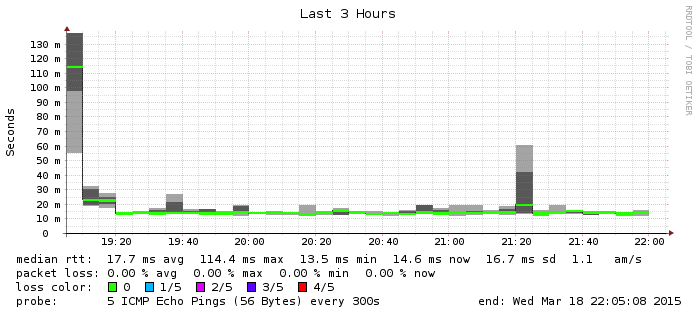 Last 3 Hours
RRDTOOL / TOBI OETIKER
Seconds
130 m
120 m
110 m
100 m
90 m
80 m
70 m
60 m
50 m
40 m
30 m
20 m
10 m
0
19:20 19:40 20:00 20:20 20:40 21:00 21:20 21:40 22:00
median rtt: 17.7 ms avg 114.4 ms max 13.5 ms min 14.6 ms now 16.7 ms sd 1.1 am/s
packet loss: 0.00 % avg 0.00 % max 0.00 % min 0.00 % now
loss color: 0 1/5 2/5 3/5 4/5
probe: 5 ICMP Echo Pings (56 Bytes) every 300s end: Wed Mar 18 22:05:08 2015